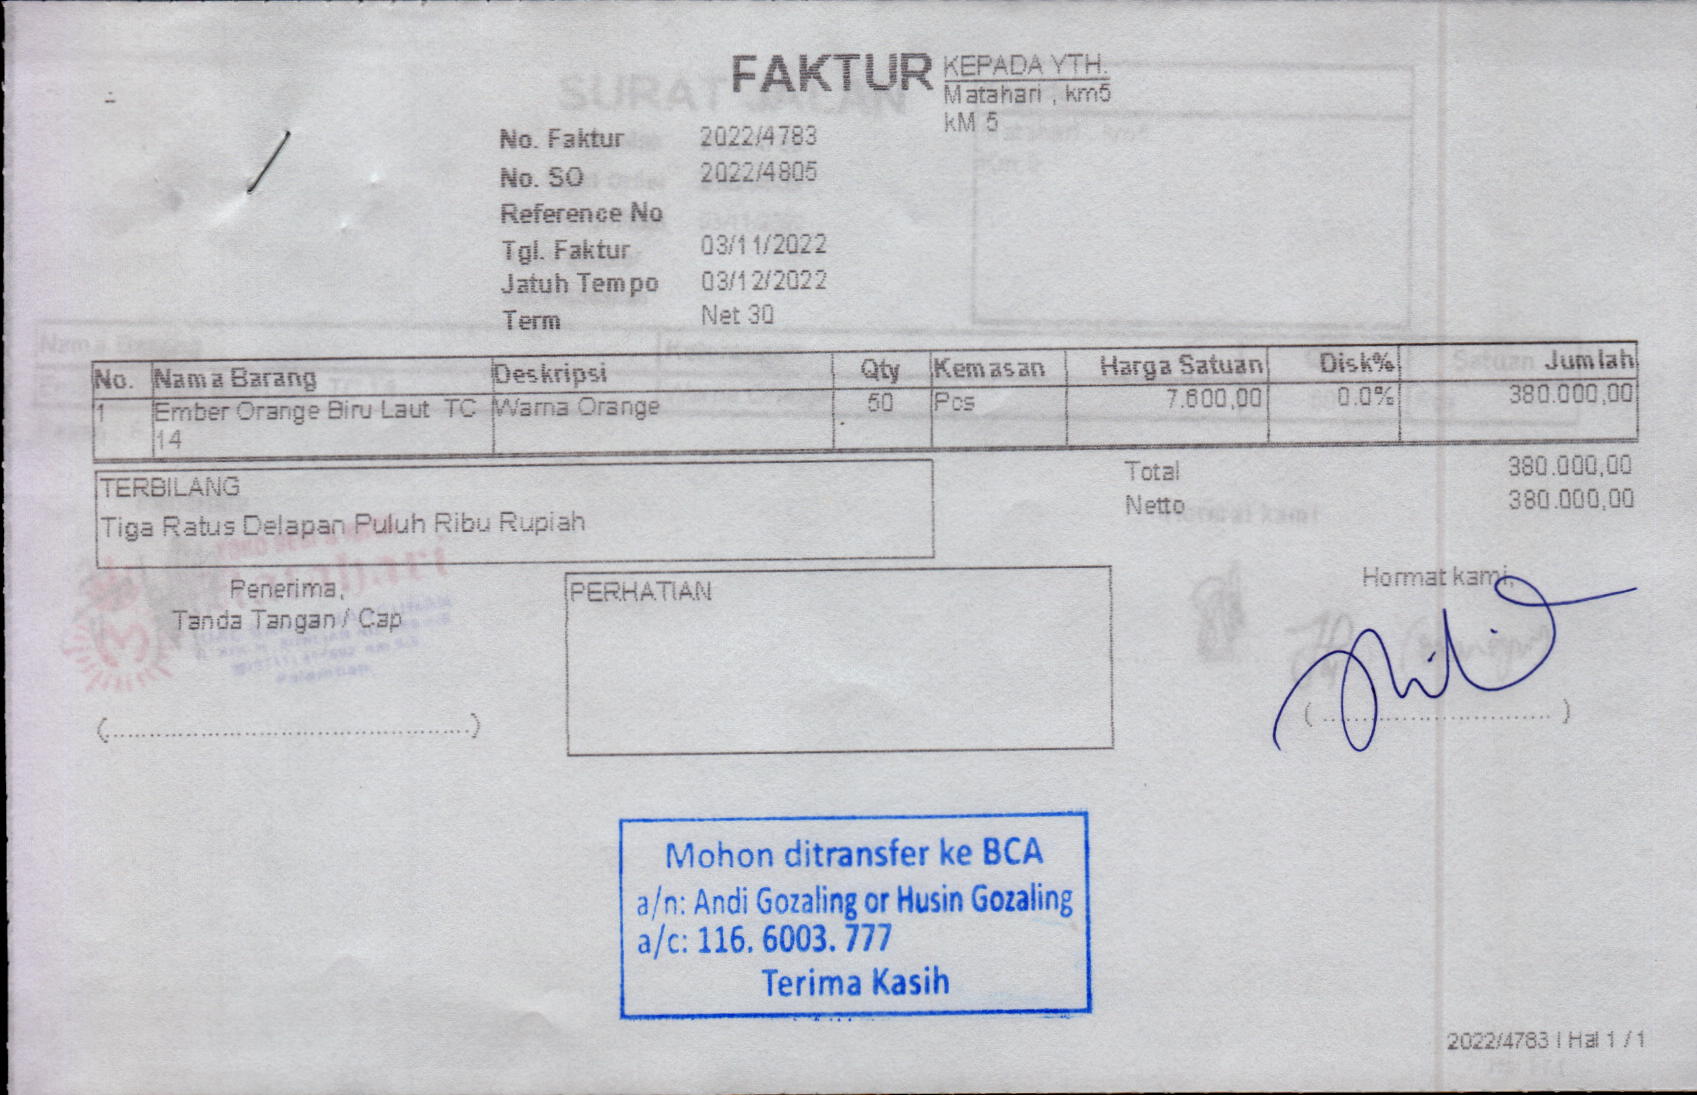 FAKTUR
KEPADA YTH.
Matahari , km5
kM 5
No. Faktur 2022/4783
No. SO 2022/4805
Reference No
Tgl. Faktur 03/11/2022
Jatuh Tempo 03/12/2022
Term Net 30
No. Nama Barang Deskripsi Qty Kemasan Harga Satuan Disk% Jumlah
1 Ember Orange Biru Laut TC Warna Orange 50 Pcs 7.600,00 0.0% 380.000,00
14
Total 380.000,00
Netto 380.000,00
TERBILANG
Tiga Ratus Delapan Puluh Ribu Rupiah
Penerima,
Tanda Tangan / Cap
PERHATIAN
Hormat kami,
Mohon ditransfer ke BCA
a/n: Andi Gozaling or Husin Gozaling
a/c: 116. 6003. 777
Terima Kasih
2022/4783 | Hal 1 / 1
SURAT JALAN